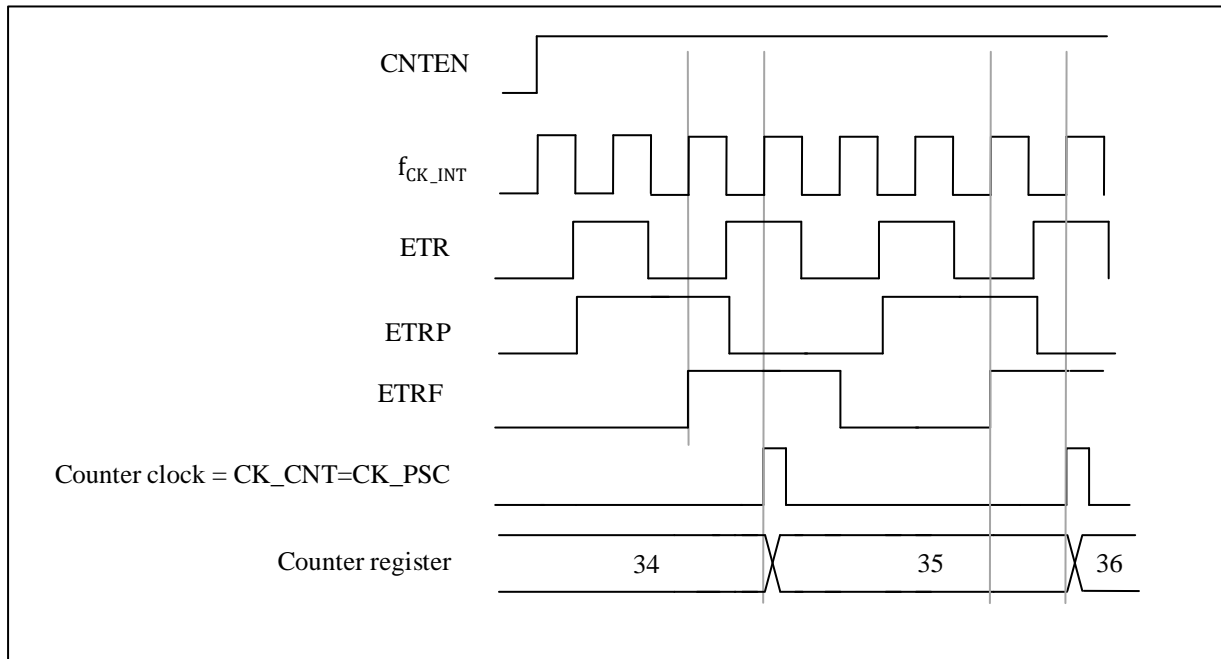 CNTEN
fCK_INT
ETR
ETRP
ETRF
Counter clock = CK_CNT=CK_PSC
Counter register
34
35
36